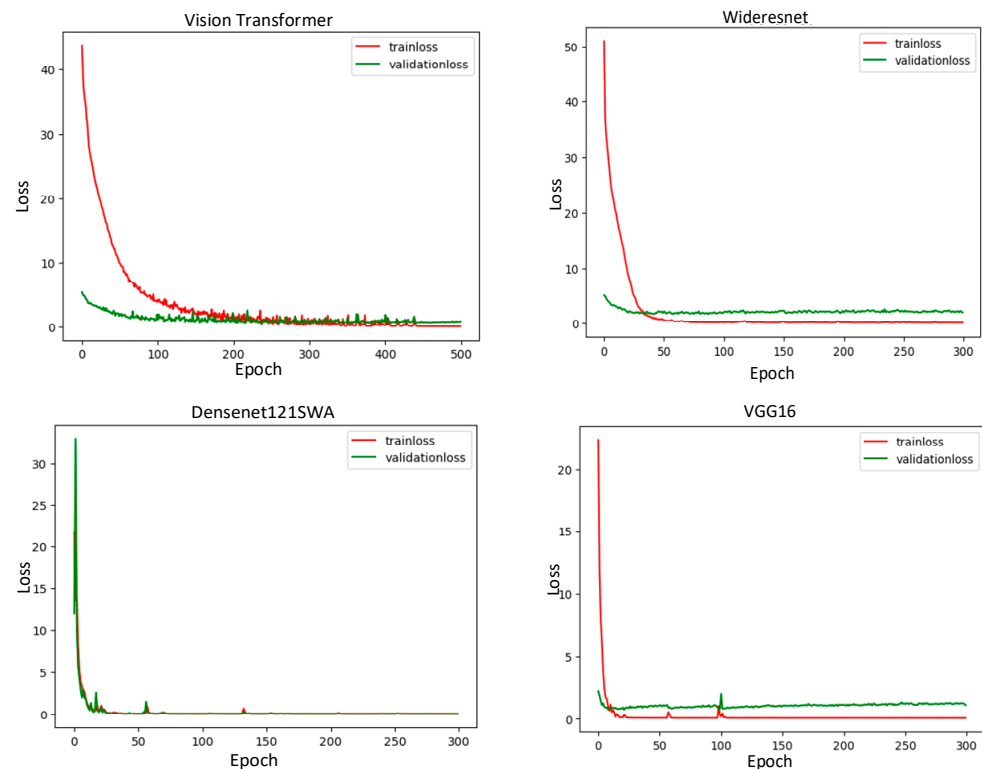 Vision Transformer
trainloss
validationloss
40
30
20
10
0
Loss
0 100 200 300 400 500
Epoch
Wideresnet
trainloss
validationloss
50
40
30
20
10
0
Loss
0 50 100 150 200 250 300
Epoch
Densenet121SWA
trainloss
validationloss
30
25
20
15
10
5
0
Loss
0 50 100 150 200 250 300
Epoch
VGG16
trainloss
validationloss
20
15
10
5
0
Loss
0 50 100 150 200 250 300
Epoch